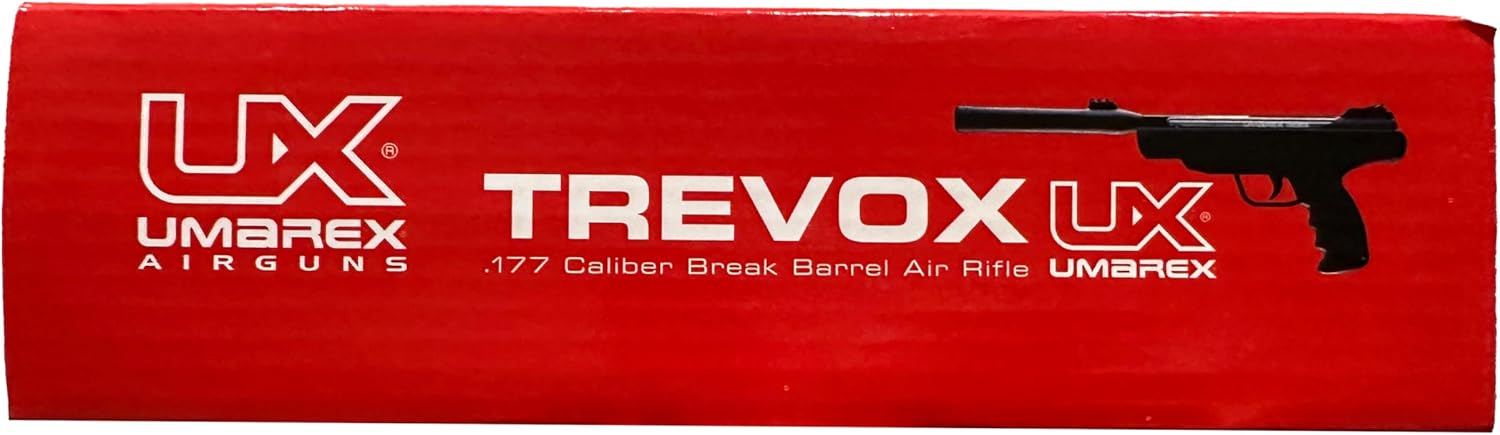 UX®
UMAREX
AIRGUNS
TREVOX
.177 Caliber Break Barrel Air Rifle
UX®
UMAREX